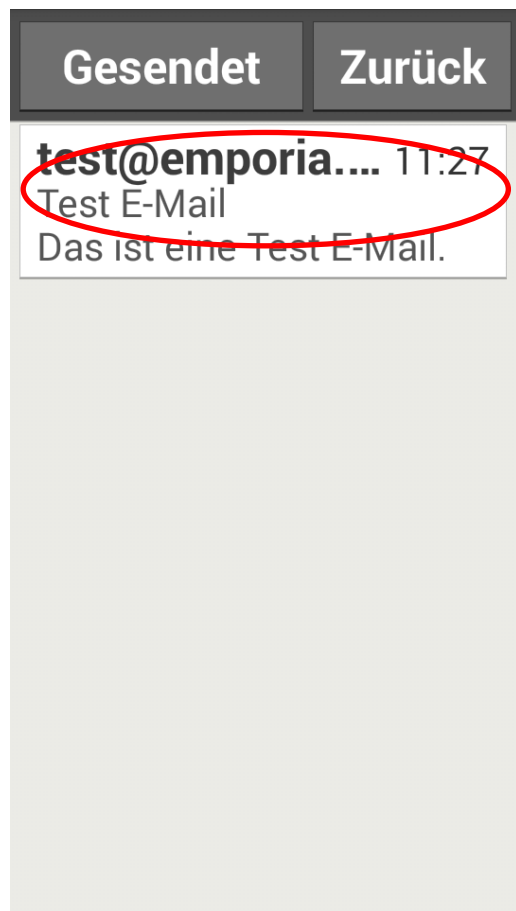 Gesendet Zurück
test@emporia.... 11:27
Test E-Mail
Das ist eine Test E-Mail.